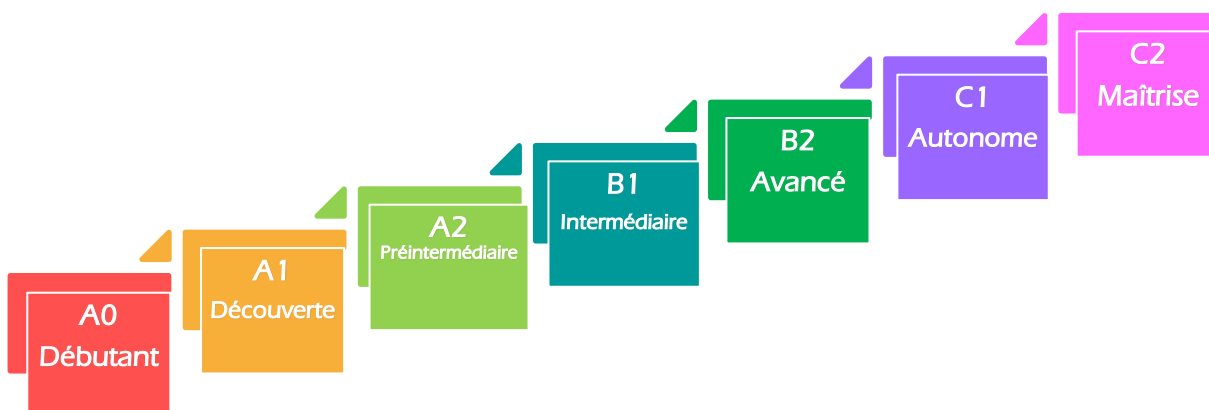 A0
Débutant
A1
Découverte
A2
Préintermédiaire
B1
Intermédiaire
B2
Avancé
C1
Autonome
C2
Maîtrise